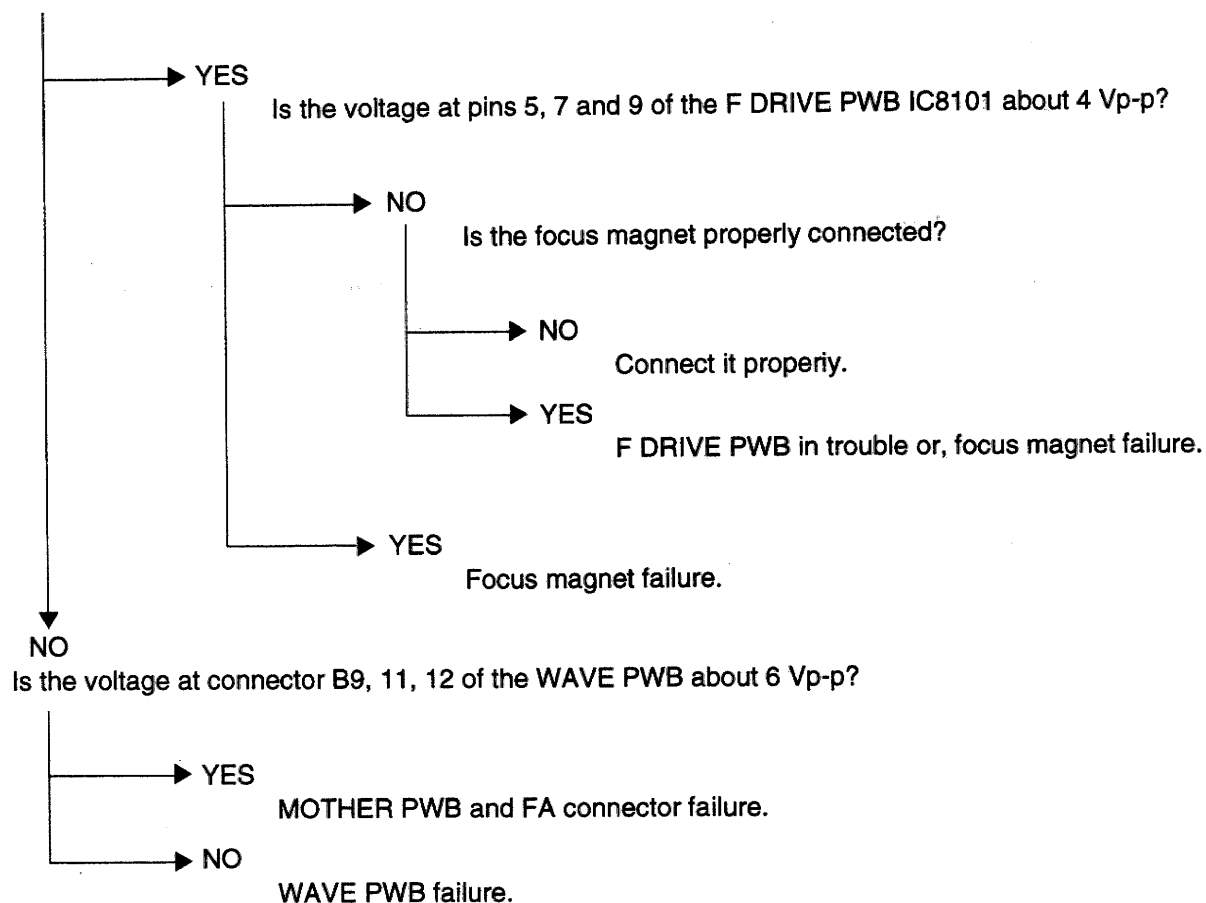 YES
Is the voltage at pins 5, 7 and 9 of the F DRIVE PWB IC8101 about 4 Vp-p?
NO
Is the focus magnet properly connected?
NO
Connect it properiy.
YES
F DRIVE PWB in trouble or, focus magnet failure.
YES
Focus magnet failure.
NO
Is the voltage at connector B9, 11, 12 of the WAVE PWB about 6 Vp-p?
YES
MOTHER PWB and FA connector failure.
NO
WAVE PWB failure.